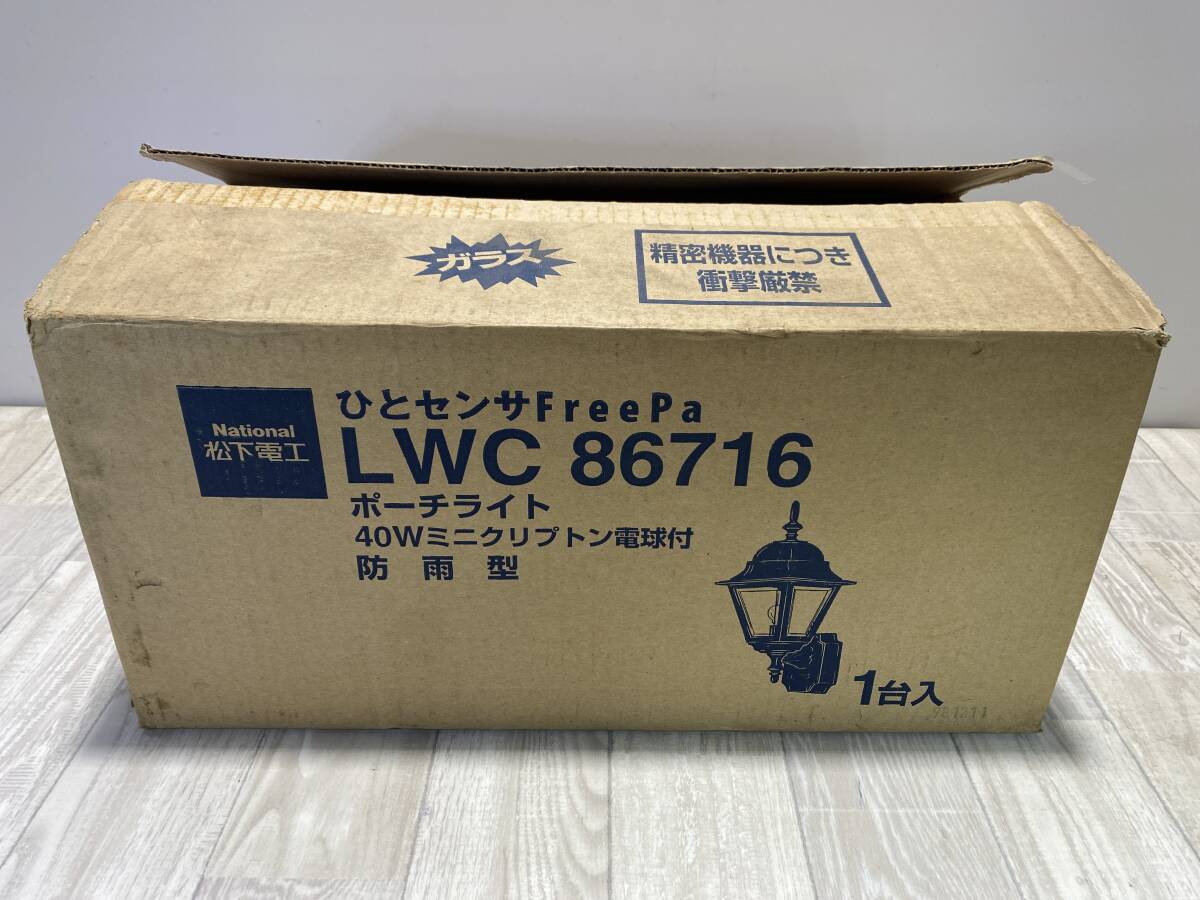 ガラス
精密機器につき
衝撃厳禁
National
松下電工
ひとセンサFreePa
LWC 86716
ポーチライト
40Wミニクリプトン電球付
防雨型
1台入